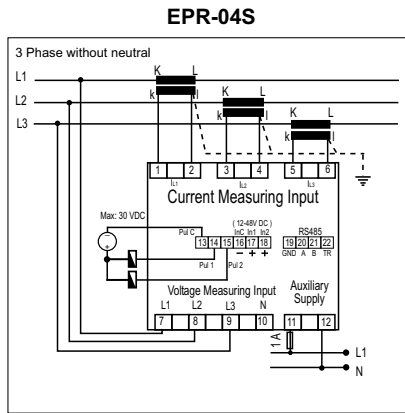 EPR-04S
3 Phase without neutral
K L
L1
K L
L2 k l
K L
L3 k l
k l
1 2 3 4 5 6
IL1 IL2 IL3
Current Measuring Input
Max: 30 VDC
( 12-48V DC )
Pul C InC In1 In2 RS485
13 14 15 16 17 18 19 20 21 22
− + + GND A B TR
Pul 1 Pul 2
Voltage Measuring Input Auxiliary
Supply
L1 L2 L3 N
7 8 9 10 11 12
1 A
L1
N